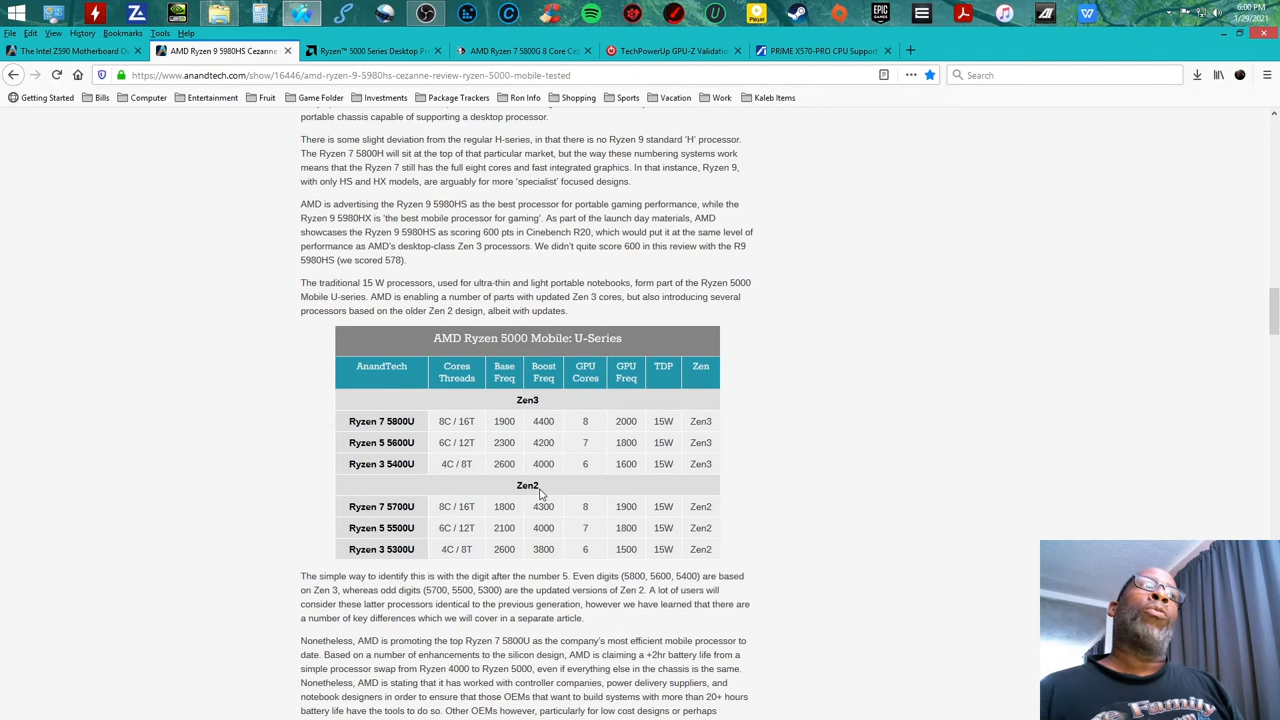 6:00 PM
1/29/2021
File Edit View History Bookmarks Tools Help
The Intel Z590 Motherboard Ov
AMD Ryzen 9 5980HS Cezanne
Ryzen™ 5000 Series Desktop Pr
AMD Ryzen 7 5800G 8 Core Ce
TechPowerUp GPU-Z Validation
PRIME X570-PRO CPU Support
https://www.anandtech.com/show/16446/amd-ryzen-9-5980hs-cezanne-review-ryzen-5000-mobile-tested
Search
Getting Started Bills Computer Entertainment Fruit Game Folder Investments Package Trackers Ron Info Shopping Sports Vacation Work Kaleb Items
portable chassis capable of supporting a desktop processor.
There is some slight deviation from the regular H-series, in that there is no Ryzen 9 standard 'H' processor.
The Ryzen 7 5800H will sit at the top of that particular market, but the way these numbering systems work
means that the Ryzen 7 still has the full eight cores and fast integrated graphics. In that instance, Ryzen 9,
with only HS and HX models, are arguably for more 'specialist' focused designs.
AMD is advertising the Ryzen 9 5980HS as the best processor for portable gaming performance, while the
Ryzen 9 5980HX is 'the best mobile processor for gaming'. As part of the launch day materials, AMD
showcases the Ryzen 9 5980HS as scoring 600 pts in Cinebench R20, which would put it at the same level of
performance as AMD's desktop-class Zen 3 processors. We didn't quite score 600 in this review with the R9
5980HS (we scored 578).
The traditional 15 W processors, used for ultra-thin and light portable notebooks, form part of the Ryzen 5000
Mobile U-series. AMD is enabling a number of parts with updated Zen 3 cores, but also introducing several
processors based on the older Zen 2 design, albeit with updates.
AMD Ryzen 5000 Mobile: U-Series
AnandTech Cores Base Boost GPU GPU TDP Zen
Threads Freq Freq Cores Freq
Zen3
Ryzen 7 5800U 8C / 16T 1900 4400 8 2000 15W Zen3
Ryzen 5 5600U 6C / 12T 2300 4200 7 1800 15W Zen3
Ryzen 3 5400U 4C / 8T 2600 4000 6 1600 15W Zen3
Zen2
Ryzen 7 5700U 8C / 16T 1800 4300 8 1900 15W Zen2
Ryzen 5 5500U 6C / 12T 2100 4000 7 1800 15W Zen2
Ryzen 3 5300U 4C / 8T 2600 3800 6 1500 15W Zen2
The simple way to identify this is with the digit after the number 5. Even digits (5800, 5600, 5400) are based
on Zen 3, whereas odd digits (5700, 5500, 5300) are the updated versions of Zen 2. A lot of users will
consider these latter processors identical to the previous generation, however we have learned that there are
a number of key differences which we will cover in a separate article.
Nonetheless, AMD is promoting the top Ryzen 7 5800U as the company's most efficient mobile processor to
date. Based on a number of enhancements to the silicon design, AMD is claiming a +2hr battery life from a
simple processor swap from Ryzen 4000 to Ryzen 5000, even if everything else in the chassis is the same.
Nonetheless, AMD is stating that it has worked with controller companies, power delivery suppliers, and
notebook designers in order to ensure that those OEMs that want to build systems with more than 20+ hours
battery life have the tools to do so. Other OEMs however, particularly for low cost designs or perhaps
Family